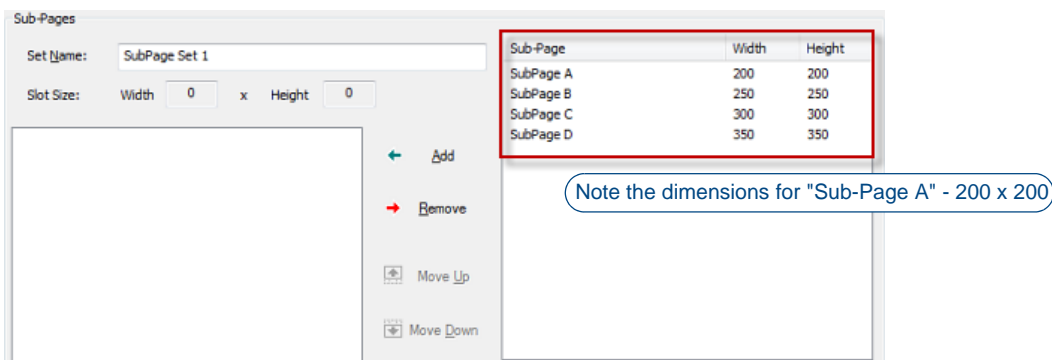 Sub-Pages
Set Name: SubPage Set 1
Slot Size: Width 0 x Height 0
Add
Remove
Move Up
Move Down
Sub-Page Width Height
SubPage A 200 200
SubPage B 250 250
SubPage C 300 300
SubPage D 350 350
Note the dimensions for "Sub-Page A" - 200 x 200